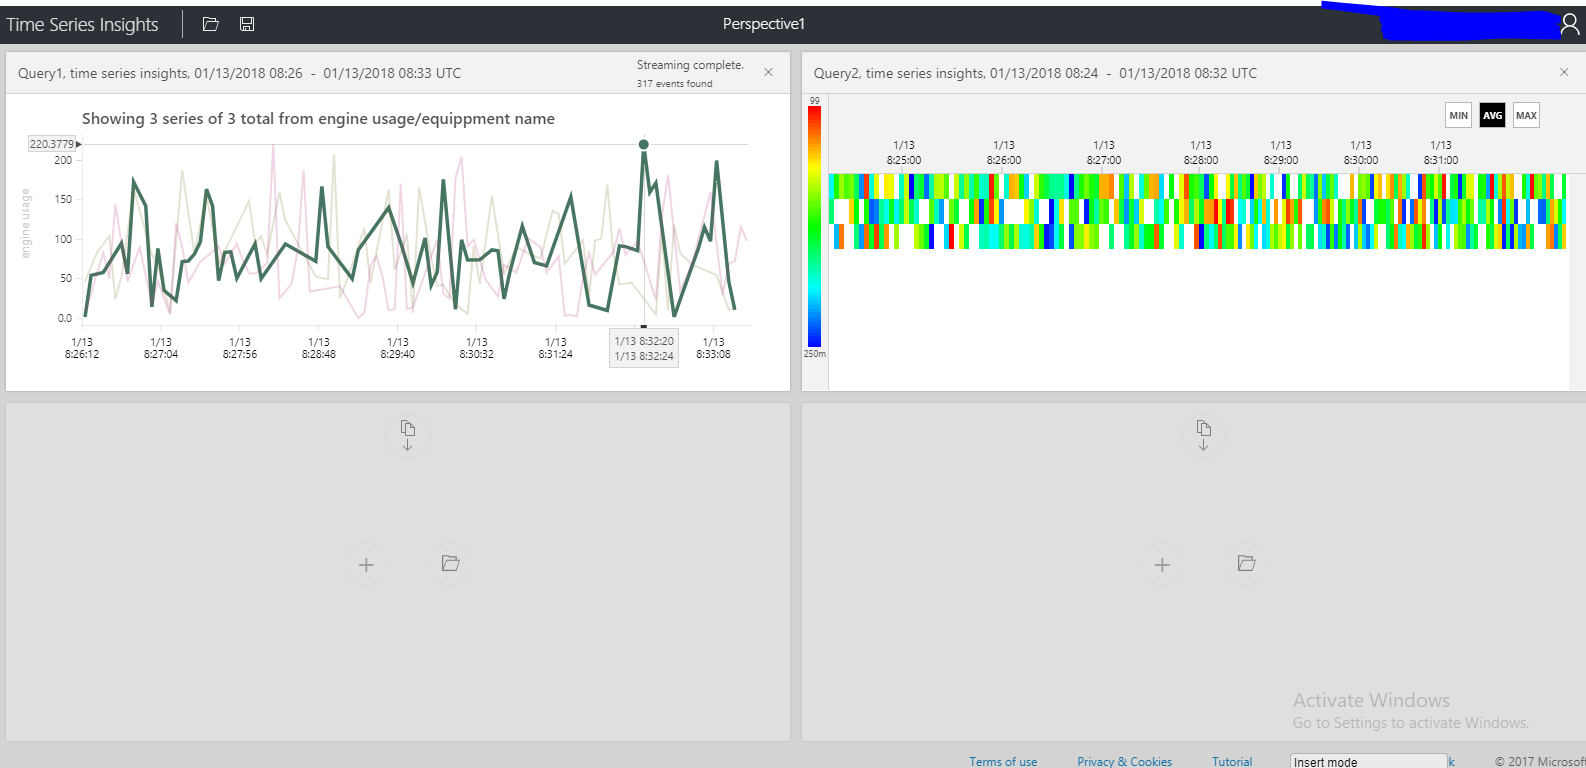 Time Series Insights
Perspective1
Query1, time series insights, 01/13/2018 08:26 - 01/13/2018 08:33 UTC
Streaming complete.
317 events found
Showing 3 series of 3 total from engine usage/equippment name
220.3779
200
150
100
50
0.0
engine usage
1/13 8:26:12
1/13 8:27:04
1/13 8:27:56
1/13 8:28:48
1/13 8:29:40
1/13 8:30:32
1/13 8:31:24
1/13 8:32:20
1/13 8:32:24
1/13 8:33:08
Query2, time series insights, 01/13/2018 08:24 - 01/13/2018 08:32 UTC
99
250m
MIN AVG MAX
1/13 8:25:00
1/13 8:26:00
1/13 8:27:00
1/13 8:28:00
1/13 8:29:00
1/13 8:30:00
1/13 8:31:00
Activate Windows
Go to Settings to activate Windows.
Terms of use Privacy & Cookies Tutorial Insert mode k © 2017 Microsoft